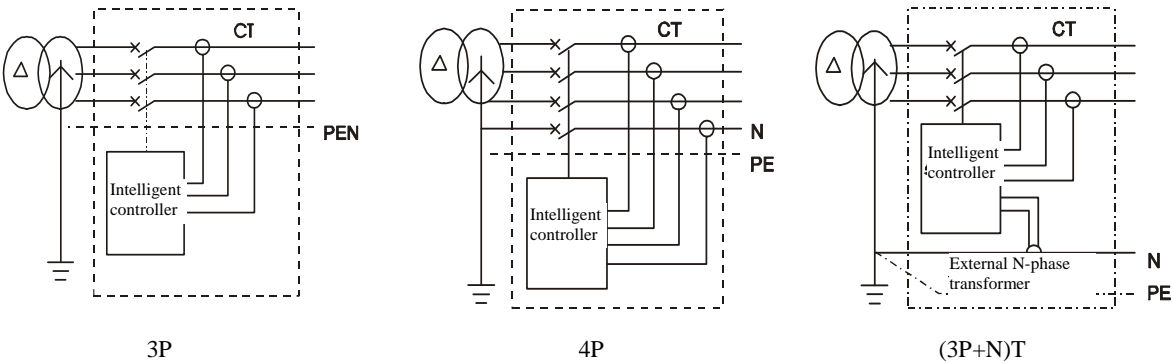 CT
Δ
PEN
Intelligent
controller
3P
CT
Δ
N
PE
Intelligent
controller
4P
CT
Δ
Intelligent
controller
External N-phase
transformer
N
PE
(3P+N)T